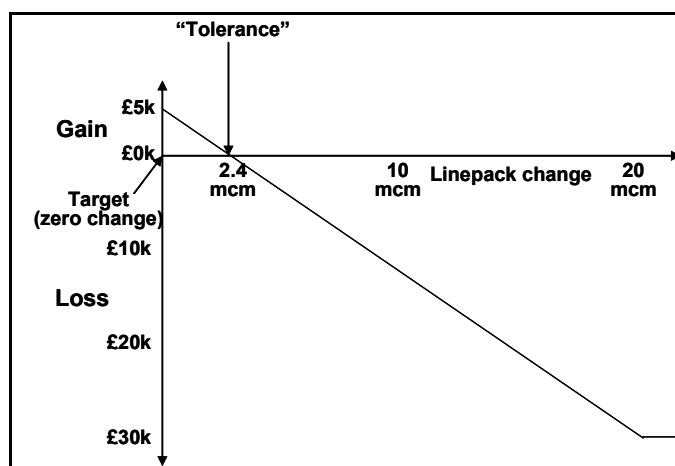 “Tolerance”
£5k
Gain
£0k
2.4
mcm
10
mcm
Linepack change
20
mcm
Target
(zero change)
£10k
Loss
£20k
£30k